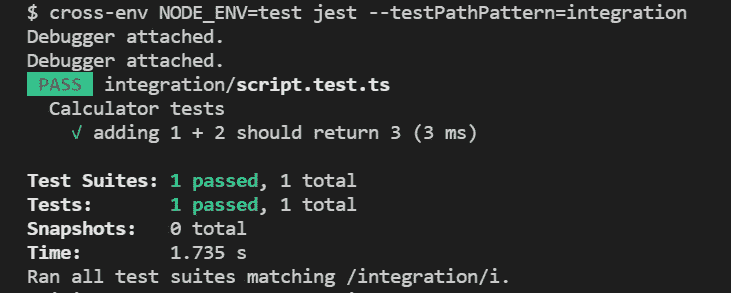 $ cross-env NODE_ENV=test jest --testPathPattern=integration
Debugger attached.
Debugger attached.
PASS integration/script.test.ts
Calculator tests
√ adding 1 + 2 should return 3 (3 ms)
Test Suites: 1 passed, 1 total
Tests: 1 passed, 1 total
Snapshots: 0 total
Time: 1.735 s
Ran all test suites matching /integration/i.